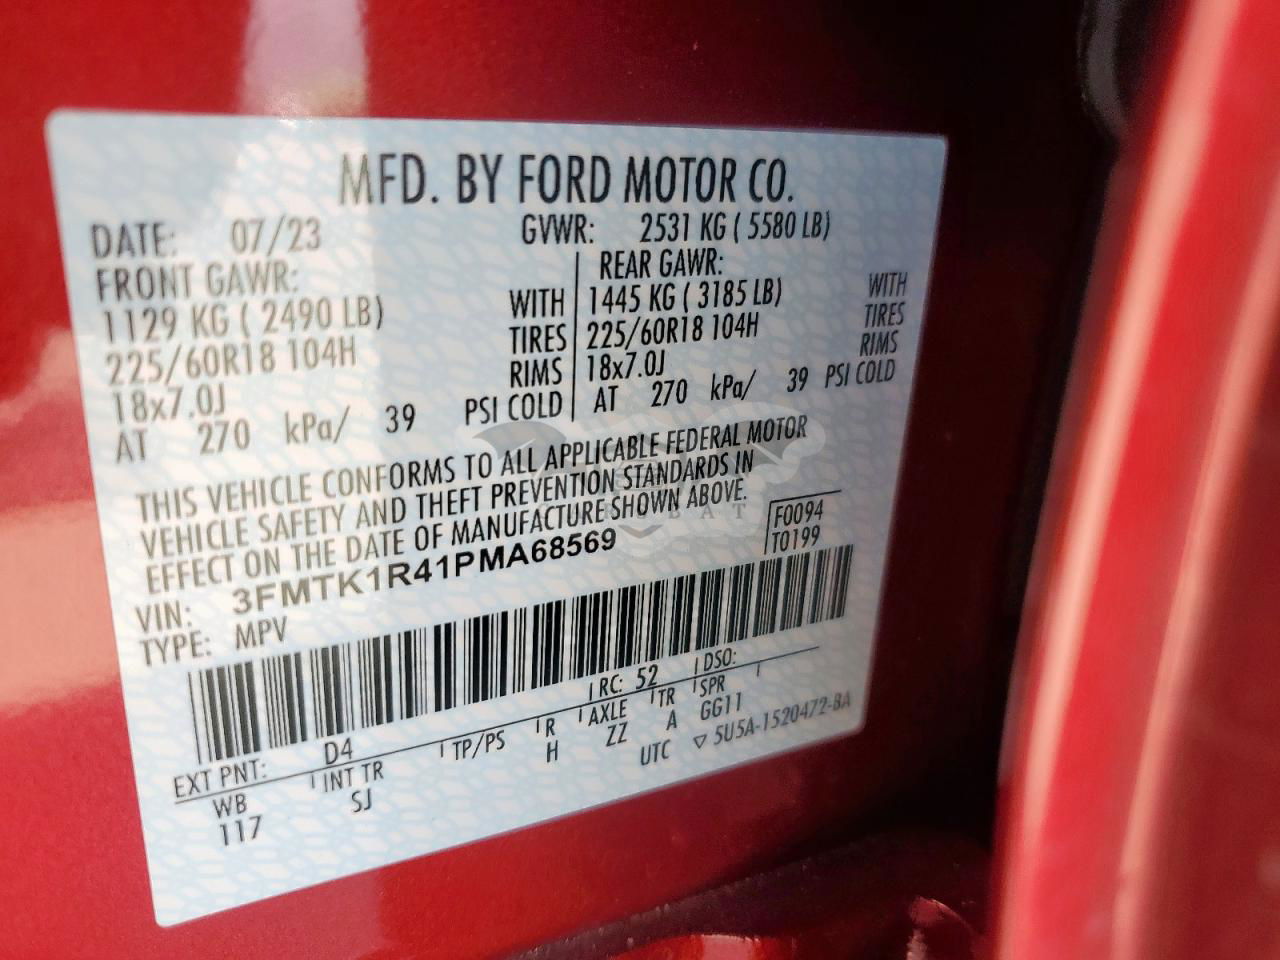 MFD. BY FORD MOTOR CO.
DATE: 07/23 GVWR: 2531 KG ( 5580 LB)
FRONT GAWR:
1129 KG ( 2490 LB) WITH
225/60R18 104H TIRES
18x7.0J RIMS
AT 270 kPa/ 39 PSI COLD
REAR GAWR:
1445 KG ( 3185 LB) WITH
225/60R18 104H TIRES
18x7.0J RIMS
AT 270 kPa/ 39 PSI COLD
THIS VEHICLE CONFORMS TO ALL APPLICABLE FEDERAL MOTOR
VEHICLE SAFETY AND THEFT PREVENTION STANDARDS IN
EFFECT ON THE DATE OF MANUFACTURE SHOWN ABOVE.
VIN: 3FMTK1R41PMA68569
TYPE: MPV
F0094
T0199
EXT PNT: D4 RC: 52 DSO:
WB INT TR TP/PS R AXLE TR SPR
117 SJ H ZZ A GG11
UTC ▽ 5U5A-1520472-BA